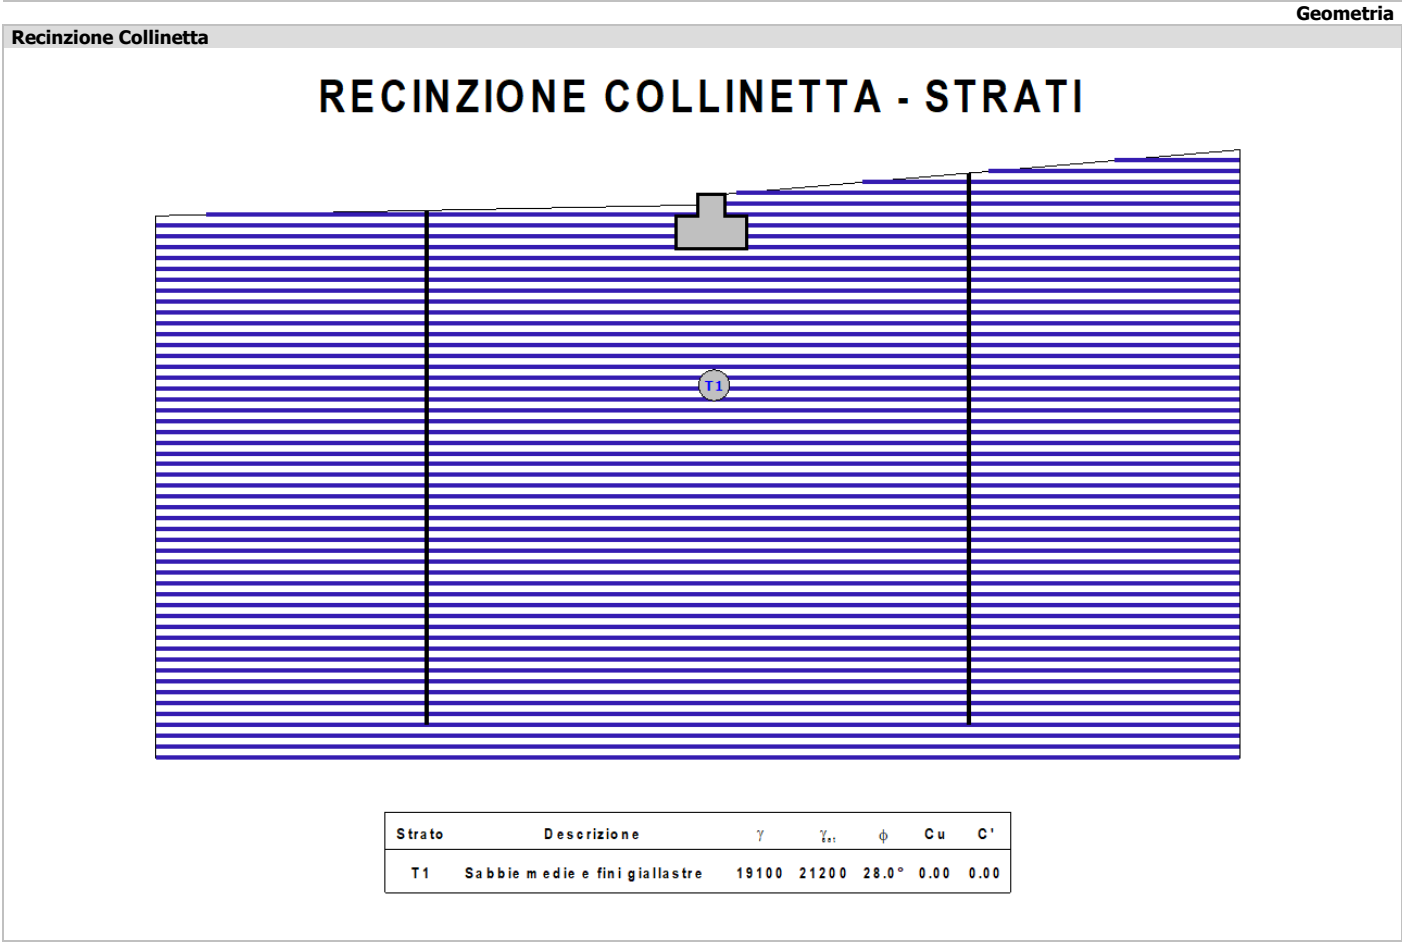 Geometria
Recinzione Collinetta
RECINZIONE COLLINETTA - STRATI
T1
Strato Descrizione γ γsat ϕ Cu C'
T1 Sabbie medie e fini giallastre 19100 21200 28.0° 0.00 0.00